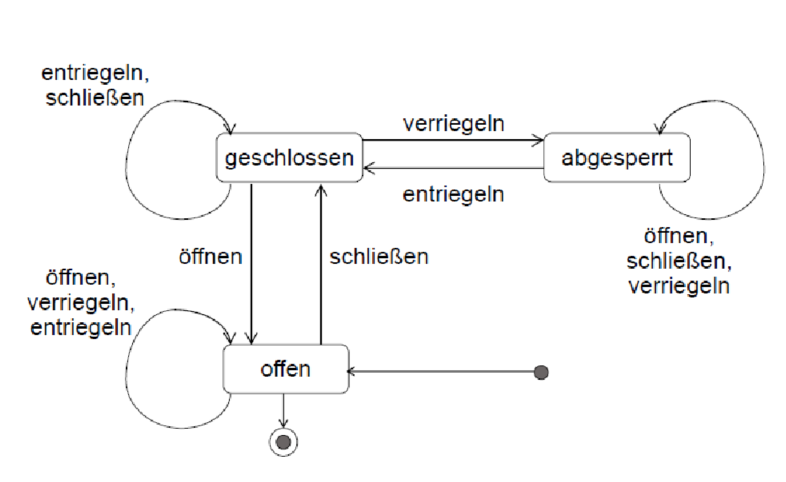 entriegeln,
schließen
verriegeln
geschlossen
abgesperrt
entriegeln
öffnen
schließen
öffnen,
schließen,
verriegeln
öffnen,
verriegeln,
entriegeln
offen